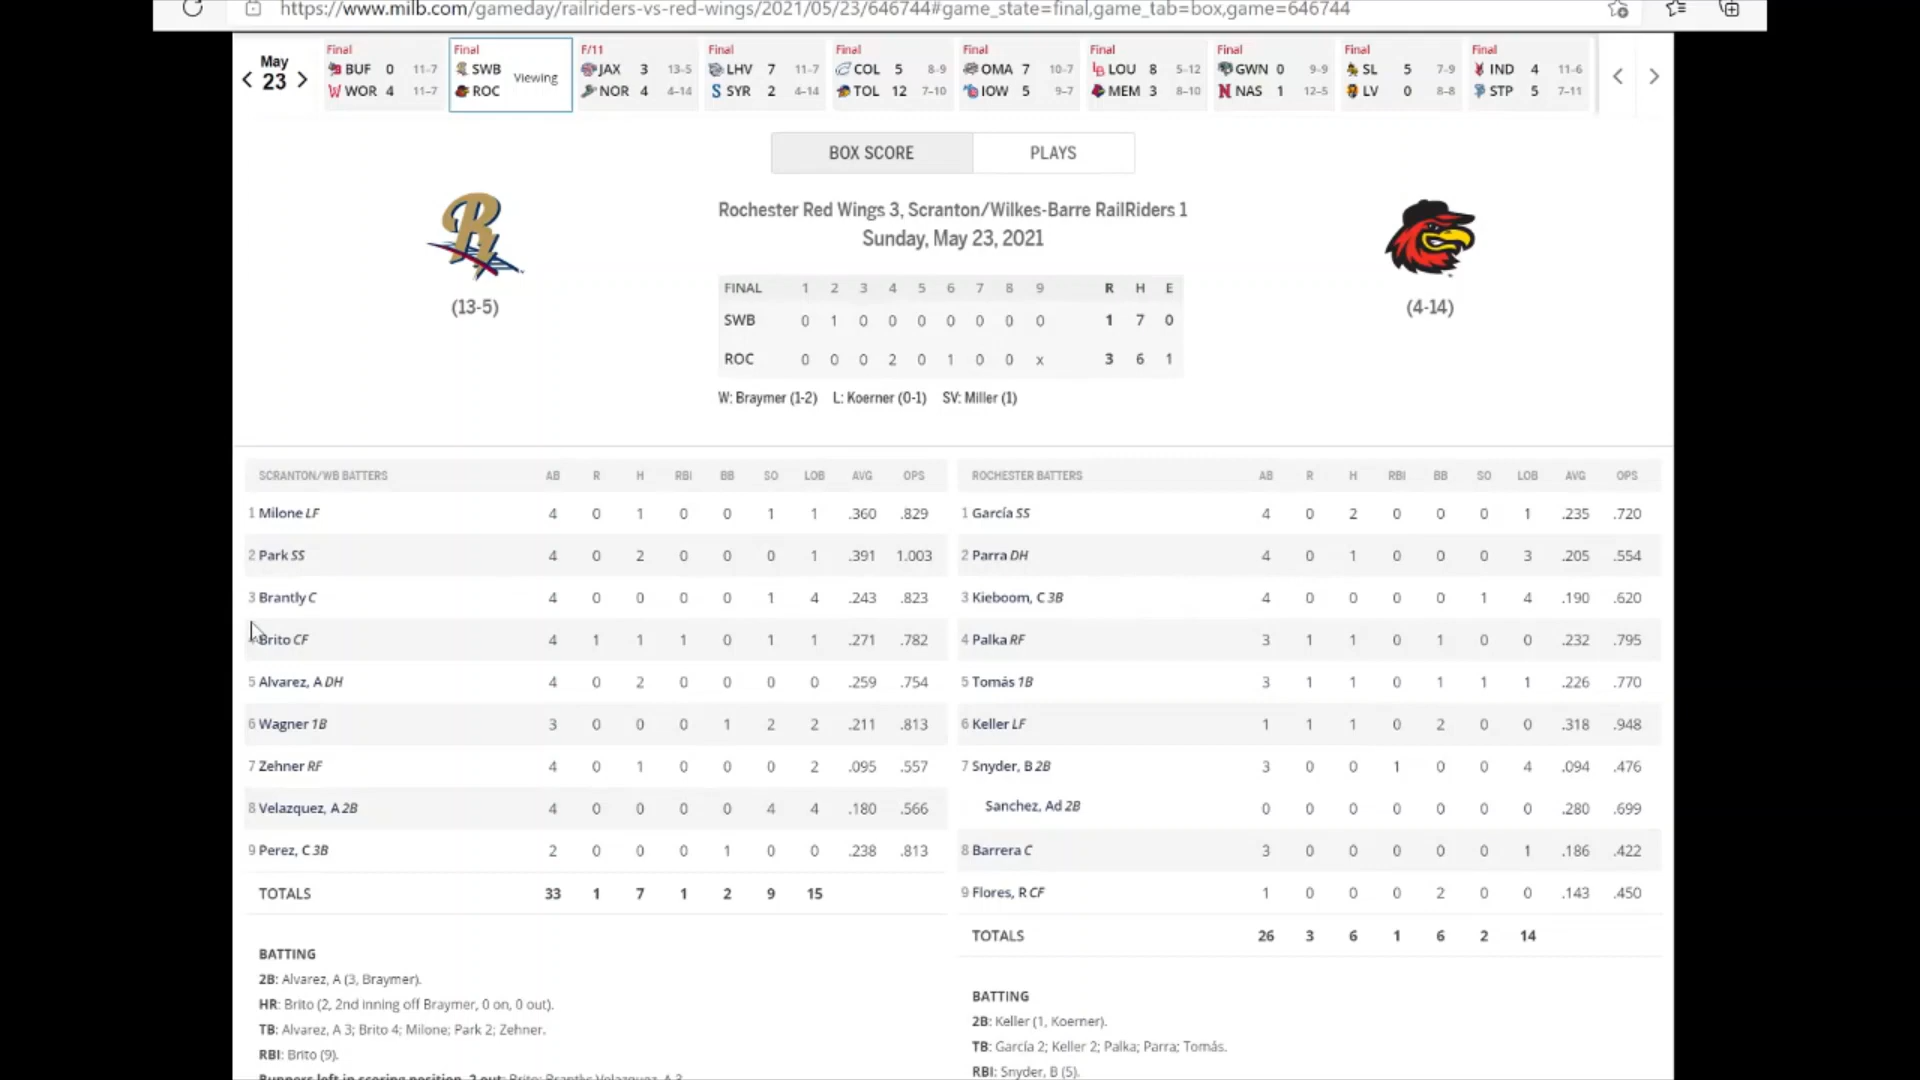 https://www.milb.com/gameday/railriders-vs-red-wings/2021/05/23/646744#game_state=final,game_tab=box,game=646744
May 23
Final
BUF 0 11-7
WOR 4 11-7
Final
SWB
ROC
Viewing
F/11
JAX 3 13-5
NOR 4 4-14
Final
LHV 7 11-7
SYR 2 4-14
Final
COL 5 8-9
TOL 12 7-10
Final
OMA 7 10-7
IOW 5 9-7
Final
LOU 8 5-12
MEM 3 8-10
Final
GWN 0 9-9
NAS 1 12-5
Final
SL 5 7-9
LV 0 8-8
Final
IND 4 11-6
STP 5 7-11
BOX SCORE PLAYS
Rochester Red Wings 3, Scranton/Wilkes-Barre RailRiders 1
Sunday, May 23, 2021
(13-5)
(4-14)
FINAL 1 2 3 4 5 6 7 8 9 R H E
SWB 0 1 0 0 0 0 0 0 0 1 7 0
ROC 0 0 0 2 0 1 0 0 x 3 6 1
W: Braymer (1-2) L: Koerner (0-1) SV: Miller (1)
SCRANTON/WB BATTERS AB R H RBI BB SO LOB AVG OPS
1 Milone LF 4 0 1 0 0 1 1 .360 .829
2 Park SS 4 0 2 0 0 0 1 .391 1.003
3 Brantly C 4 0 0 0 0 1 4 .243 .823
Brito CF 4 1 1 1 0 1 1 .271 .782
5 Alvarez, A DH 4 0 2 0 0 0 0 .259 .754
6 Wagner 1B 3 0 0 0 1 2 2 .211 .813
7 Zehner RF 4 0 1 0 0 0 2 .095 .557
8 Velazquez, A 2B 4 0 0 0 0 4 4 .180 .566
9 Perez, C 3B 2 0 0 0 1 0 0 .238 .813
TOTALS 33 1 7 1 2 9 15
BATTING
2B: Alvarez, A (3, Braymer).
HR: Brito (2, 2nd inning off Braymer, 0 on, 0 out).
TB: Alvarez, A 3; Brito 4; Milone; Park 2; Zehner.
RBI: Brito (9).
Runners left in scoring position, 2 out: Brito; Brantly; Velazquez, A 3.
ROCHESTER BATTERS AB R H RBI BB SO LOB AVG OPS
1 García SS 4 0 2 0 0 0 1 .235 .720
2 Parra DH 4 0 1 0 0 0 3 .205 .554
3 Kieboom, C 3B 4 0 0 0 0 1 4 .190 .620
4 Palka RF 3 1 1 0 1 0 0 .232 .795
5 Tomás 1B 3 1 1 0 1 1 1 .226 .770
6 Keller LF 1 1 1 0 2 0 0 .318 .948
7 Snyder, B 2B 3 0 0 1 0 0 4 .094 .476
Sanchez, Ad 2B 0 0 0 0 0 0 0 .280 .699
8 Barrera C 3 0 0 0 0 0 1 .186 .422
9 Flores, R CF 1 0 0 0 2 0 0 .143 .450
TOTALS 26 3 6 1 6 2 14
BATTING
2B: Keller (1, Koerner).
TB: García 2; Keller 2; Palka; Parra; Tomás.
RBI: Snyder, B (5).